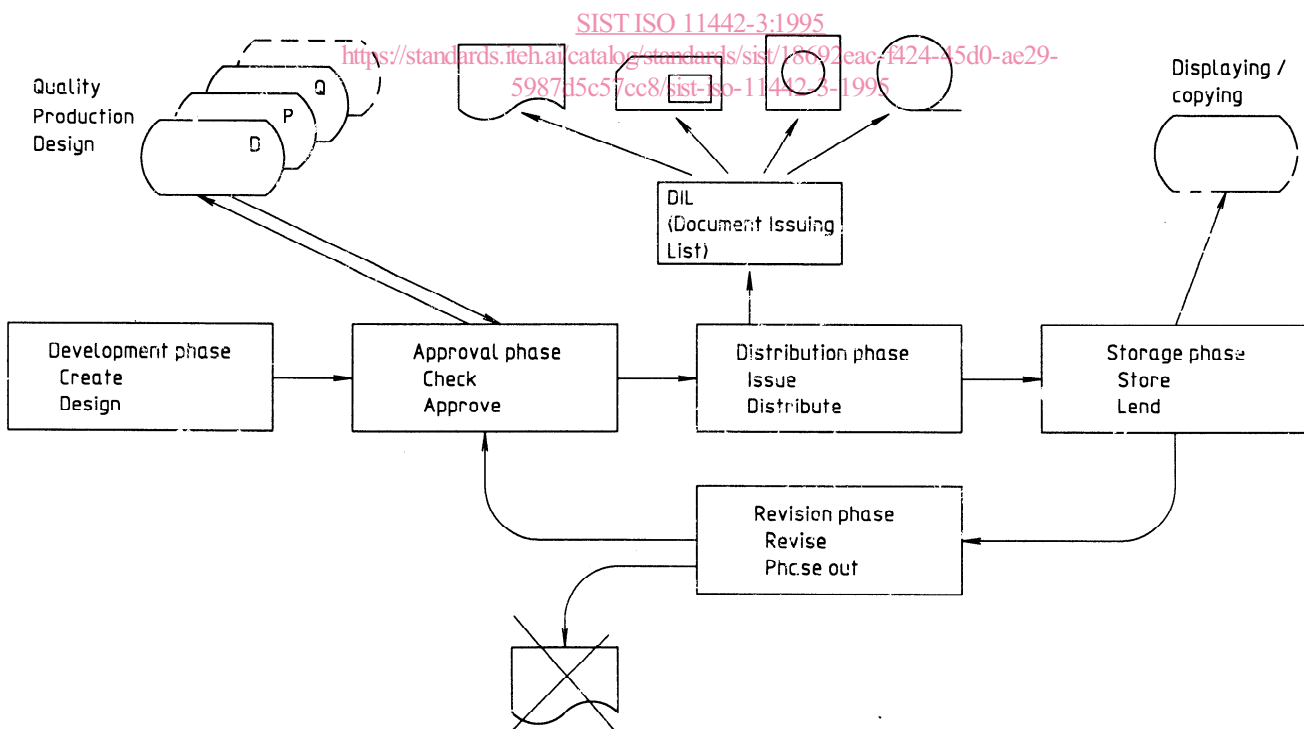 SIST ISO 11442-3:1995
https://standards.iteh.ai/catalog/standards/sist/18692eac-f424-45d0-ae29-
5987d5c57cc8/sist-iso-11442-3-1995
Quality
Production
Design
Q
P
D
Displaying /
copying
DIL
(Document Issuing
List)
Development phase
Create
Design
Approval phase
Check
Approve
Distribution phase
Issue
Distribute
Storage phase
Store
Lend
Revision phase
Revise
Phase out